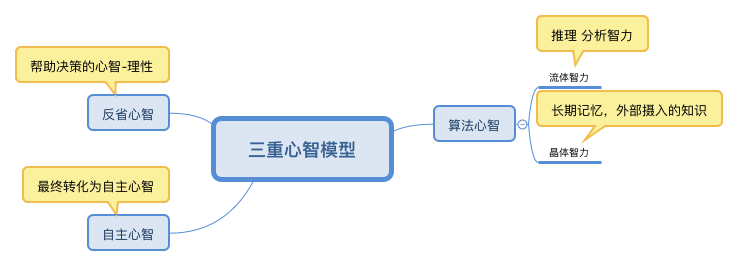 三重心智模型
推理 分析智力
流体智力
长期记忆，外部摄入的知识
晶体智力
算法心智
帮助决策的心智-理性
反省心智
最终转化为自主心智
自主心智